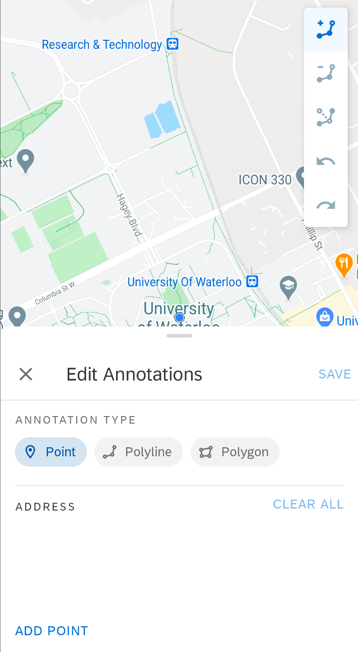 Research & Technology
ext
ICON 330
Hagey Blvd
Phillip St
University Of Waterloo
Columbia St W
University
of Waterloo
Univ
Edit Annotations
SAVE
ANNOTATION TYPE
Point
Polyline
Polygon
ADDRESS
CLEAR ALL
ADD POINT